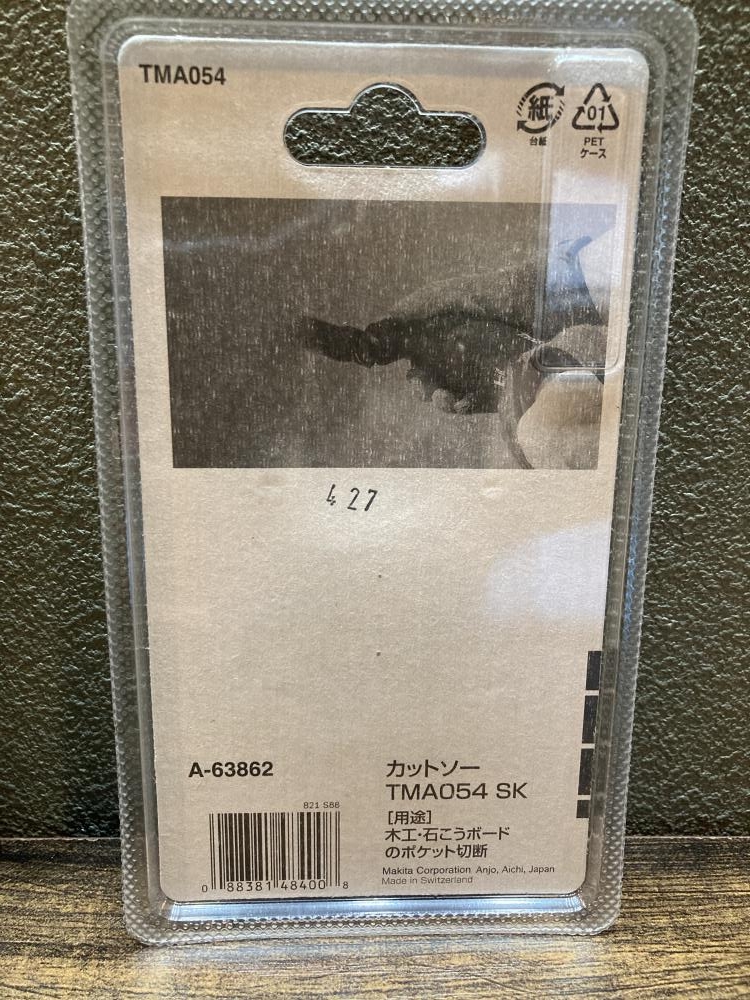 TMA054
紙
台紙
01
PET
ケース
427
A-63862
821 S86
0 88381 48400 8
カットソー
TMA054 SK
[用途]
木工・石こうボード
のポケット切断
Makita Corporation Anjo, Aichi, Japan
Made in Switzerland